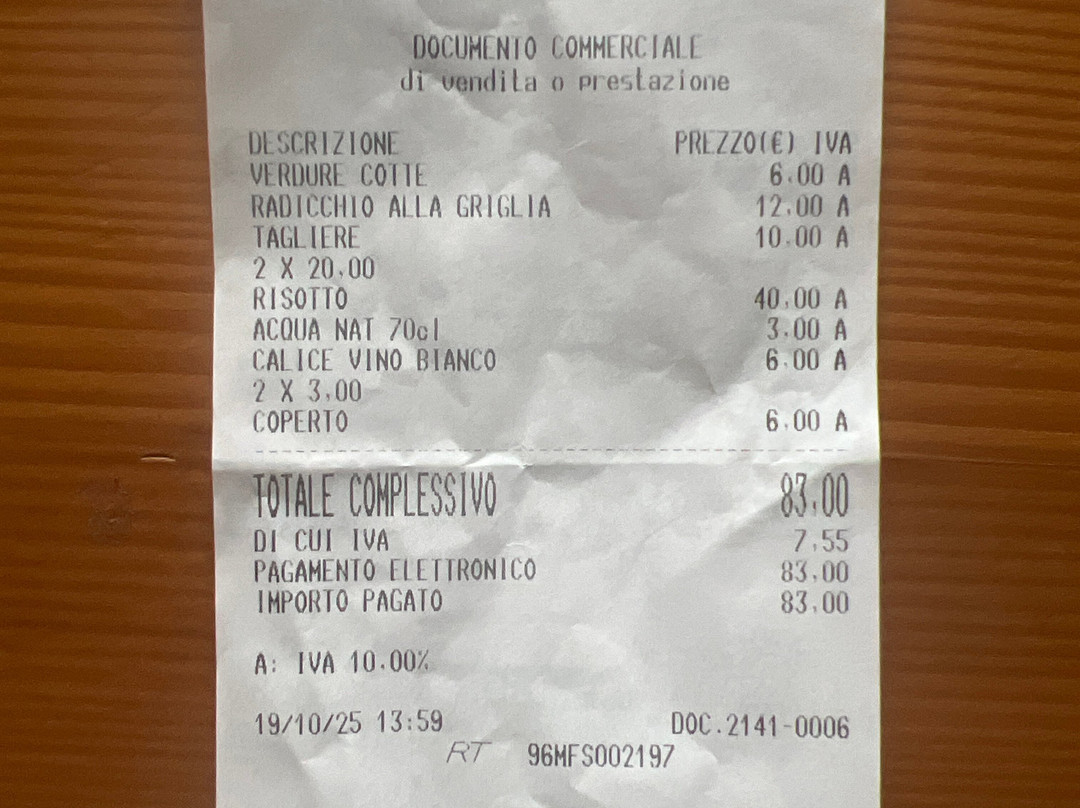 DOCUMENTO COMMERCIALE
di vendita o prestazione
DESCRIZIONE PREZZO(€) IVA
VERDURE COTTE 6.00 A
RADICCHIO ALLA GRIGLIA 12,00 A
TAGLIERE 10.00 A
2 X 20,00
RISOTTO 40,00 A
ACQUA NAT 70cl 3.00 A
CALICE VINO BIANCO 6.00 A
2 X 3,00
COPERTO 6,00 A
TOTALE COMPLESSIVO 83,00
DI CUI IVA 7,55
PAGAMENTO ELETTRONICO 83,00
IMPORTO PAGATO 83,00
A: IVA 10.00%
19/10/25 13:59 DOC.2141-0006
RT 96MFS002197